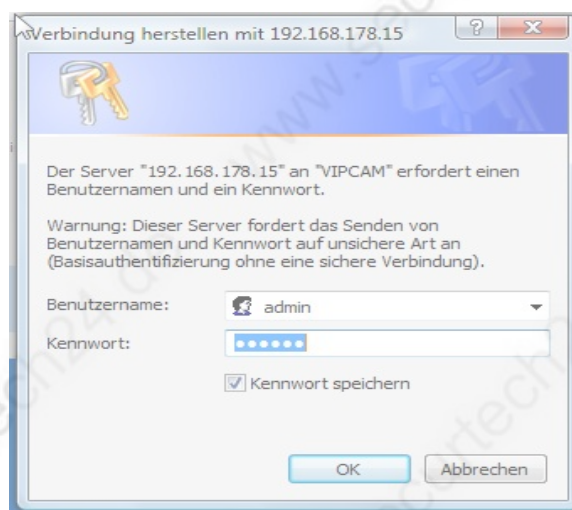 Verbindung herstellen mit 192.168.178.15
Der Server "192.168.178.15" an "VIPCAM" erfordert einen
Benutzernamen und ein Kennwort.
Warnung: Dieser Server fordert das Senden von
Benutzernamen und Kennwort auf unsichere Art an
(Basisauthentifizierung ohne eine sichere Verbindung).
Benutzername:
admin
Kennwort:
Kennwort speichern
OK
Abbrechen